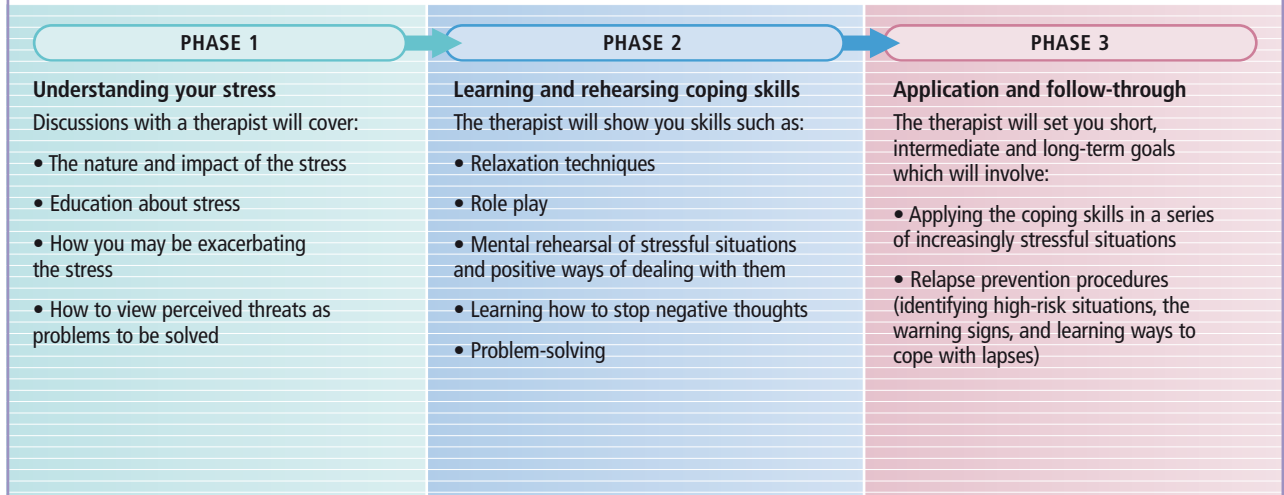 PHASE 1
Understanding your stress
Discussions with a therapist will cover:
• The nature and impact of the stress
• Education about stress
• How you may be exacerbating
the stress
• How to view perceived threats as
problems to be solved
PHASE 2
Learning and rehearsing coping skills
The therapist will show you skills such as:
• Relaxation techniques
• Role play
• Mental rehearsal of stressful situations
and positive ways of dealing with them
• Learning how to stop negative thoughts
• Problem-solving
PHASE 3
Application and follow-through
The therapist will set you short,
intermediate and long-term goals
which will involve:
• Applying the coping skills in a series
of increasingly stressful situations
• Relapse prevention procedures
(identifying high-risk situations, the
warning signs, and learning ways to
cope with lapses)